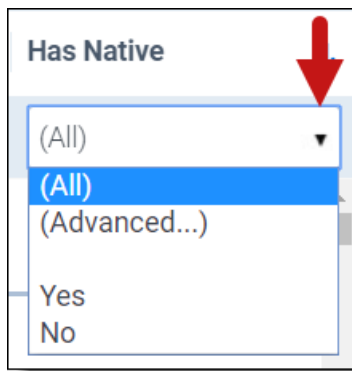 Has Native
(All)
(All)
(Advanced...)
Yes
No